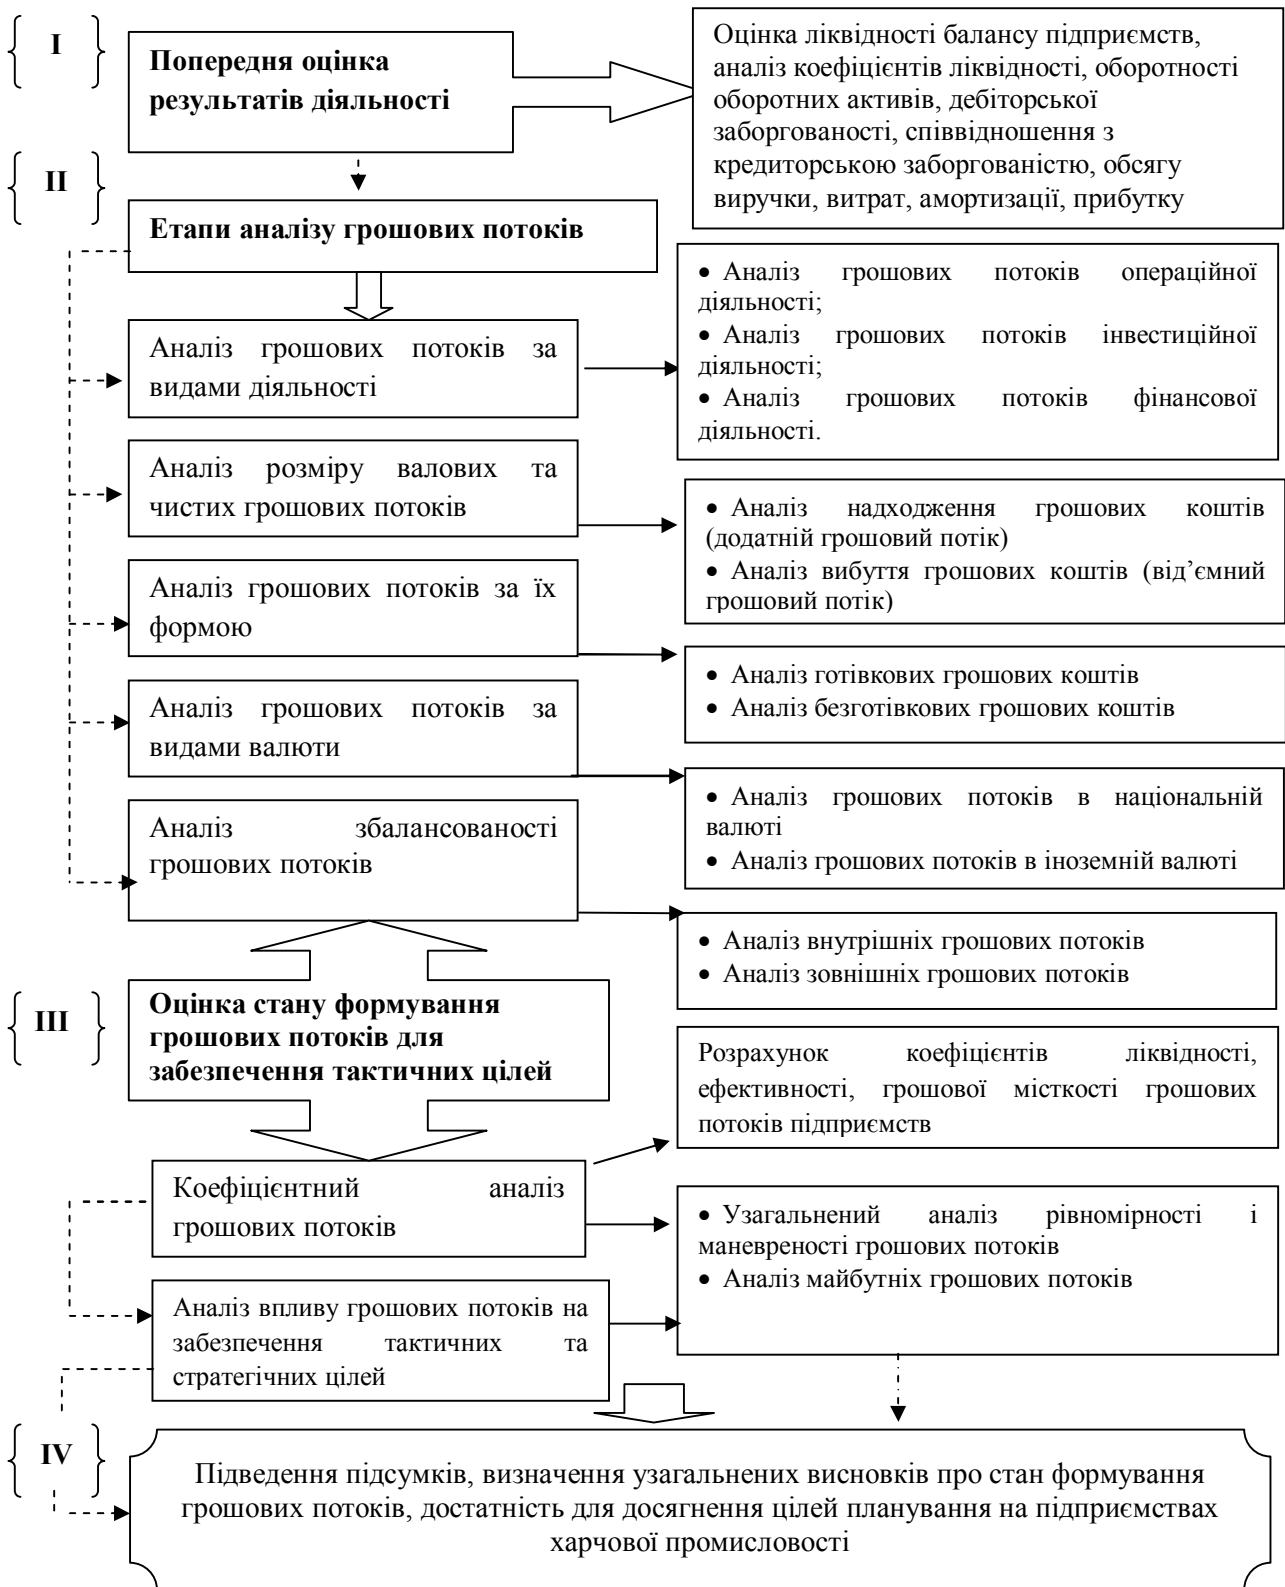 I
Попередня оцінка
результатів діяльності
Оцінка ліквідності балансу підприємств,
аналіз коефіцієнтів ліквідності, оборотності
оборотних активів, дебіторської
заборгованості, співвідношення з
кредиторською заборгованістю, обсягу
виручки, витрат, амортизації, прибутку
II
Етапи аналізу грошових потоків
Аналіз грошових потоків за
видами діяльності
• Аналіз грошових потоків операційної
діяльності;
• Аналіз грошових потоків інвестиційної
діяльності;
• Аналіз грошових потоків фінансової
діяльності.
Аналіз розміру валових та
чистих грошових потоків
• Аналіз надходження грошових коштів
(додатній грошовий потік)
• Аналіз вибуття грошових коштів (від’ємний
грошовий потік)
Аналіз грошових потоків за їх
формою
• Аналіз готівкових грошових коштів
• Аналіз безготівкових грошових коштів
Аналіз грошових потоків за
видами валюти
• Аналіз грошових потоків в національній
валюті
• Аналіз грошових потоків в іноземній валюті
Аналіз збалансованості
грошових потоків
• Аналіз внутрішніх грошових потоків
• Аналіз зовнішніх грошових потоків
III
Оцінка стану формування
грошових потоків для
забезпечення тактичних цілей
Розрахунок коефіцієнтів ліквідності,
ефективності, грошової місткості грошових
потоків підприємств
Коефіцієнтний аналіз
грошових потоків
• Узагальнений аналіз рівномірності і
маневреності грошових потоків
• Аналіз майбутніх грошових потоків
Аналіз впливу грошових потоків на
забезпечення тактичних та
стратегічних цілей
IV
Підведення підсумків, визначення узагальнених висновків про стан формування
грошових потоків, достатність для досягнення цілей планування на підприємствах
харчової промисловості